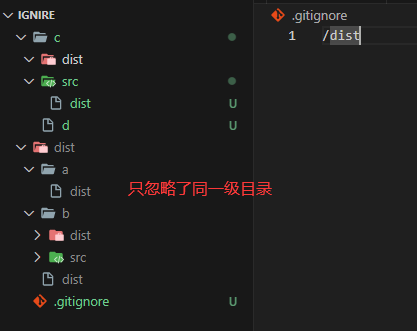 IGNIRE
c
dist
src
dist U
d U
dist
a
dist
b
dist
src
dist
.gitignore U
.gitignore
1 /dist
只忽略了同一级目录